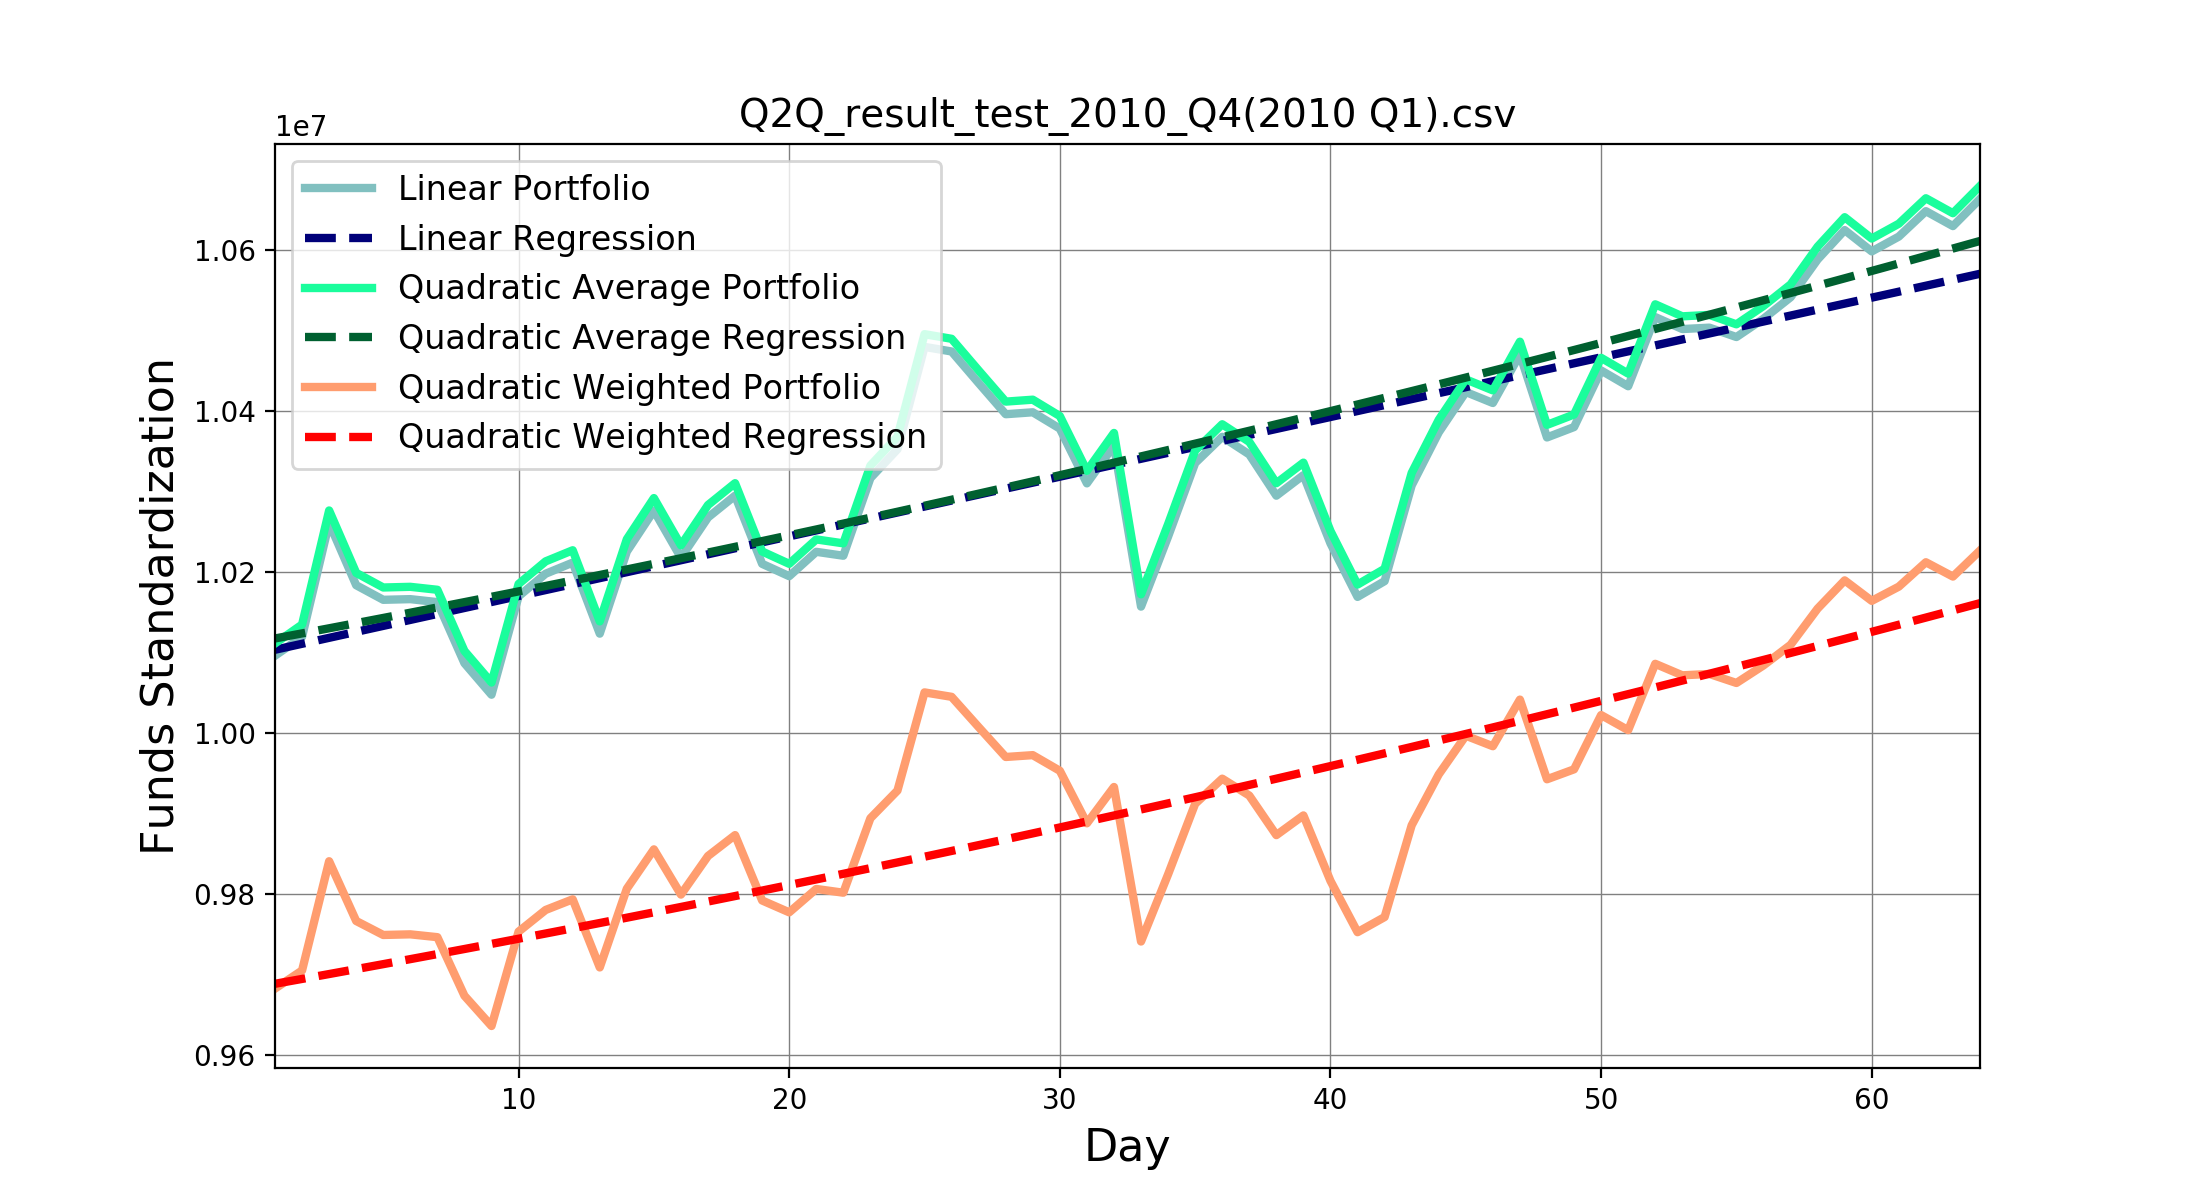 Q2Q_result_test_2010_Q4(2010 Q1).csv
1e7
Linear Portfolio
Linear Regression
Quadratic Average Portfolio
Quadratic Average Regression
Quadratic Weighted Portfolio
Quadratic Weighted Regression
1.06
1.04
1.02
1.00
0.98
0.96
Funds Standardization
10 20 30 40 50 60
Day